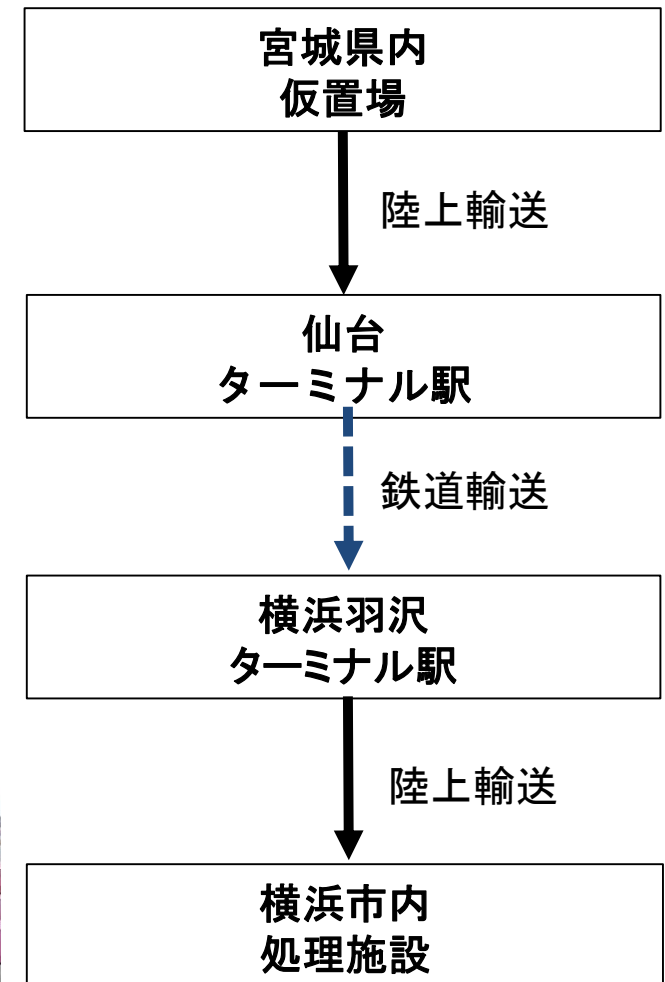 宮城県内
仮置場
陸上輸送
仙台
ターミナル駅
鉄道輸送
横浜羽沢
ターミナル駅
陸上輸送
横浜市内
処理施設